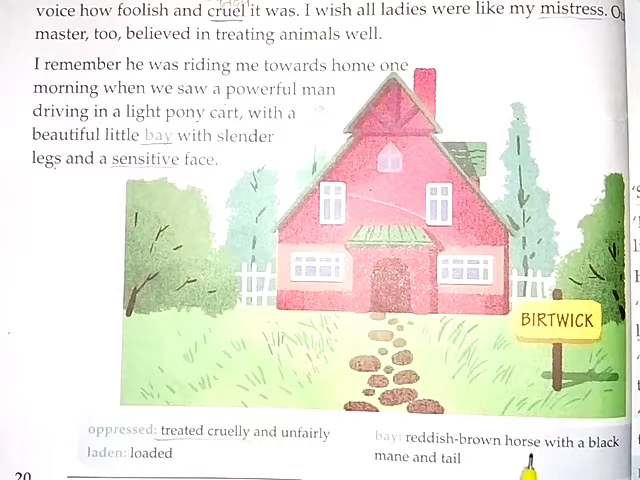 voice how foolish and cruel it was. I wish all ladies were like my mistress.
master, too, believed in treating animals well.
I remember he was riding me towards home one
morning when we saw a powerful man
driving in a light pony cart, with a
beautiful little bay with slender
legs and a sensitive face.
BIRTWICK
oppressed: treated cruelly and unfairly
laden: loaded
bay: reddish-brown horse with a black
mane and tail
20